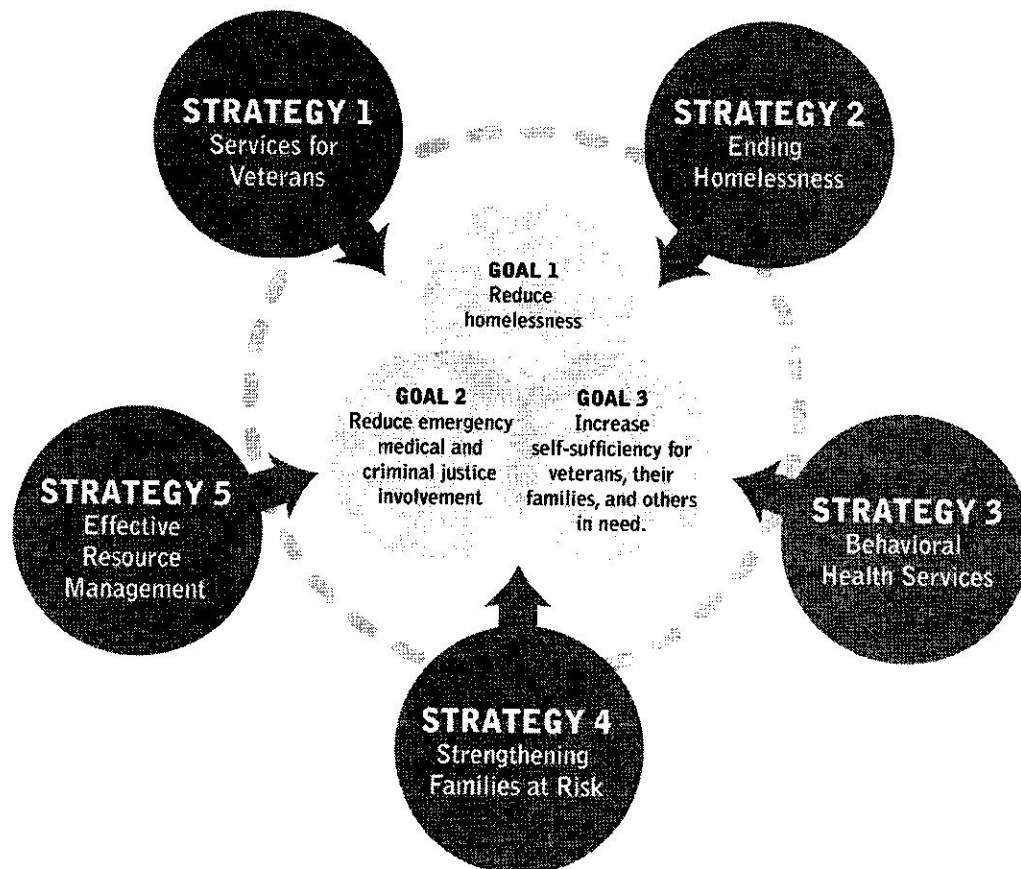 STRATEGY 1
Services for
Veterans
STRATEGY 2
Ending
Homelessness
GOAL 1
Reduce
homelessness
GOAL 2
Reduce emergency
medical and
criminal justice
involvement
GOAL 3
Increase
self-sufficiency for
veterans, their
families, and others
in need.
STRATEGY 5
Effective
Resource
Management
STRATEGY 3
Behavioral
Health Services
STRATEGY 4
Strengthening
Families at Risk